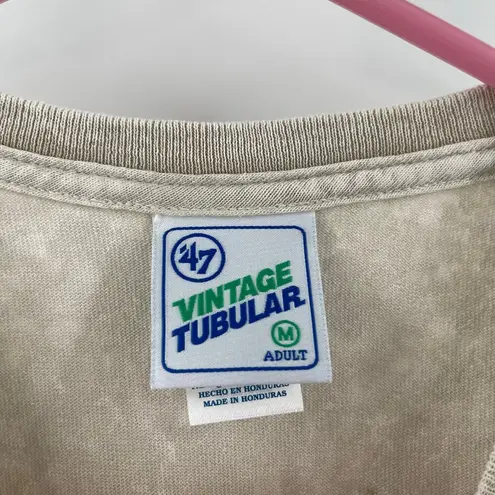 '47
VINTAGE
TUBULAR
M
ADULT
HECHO EN HONDURAS
MADE IN HONDURAS